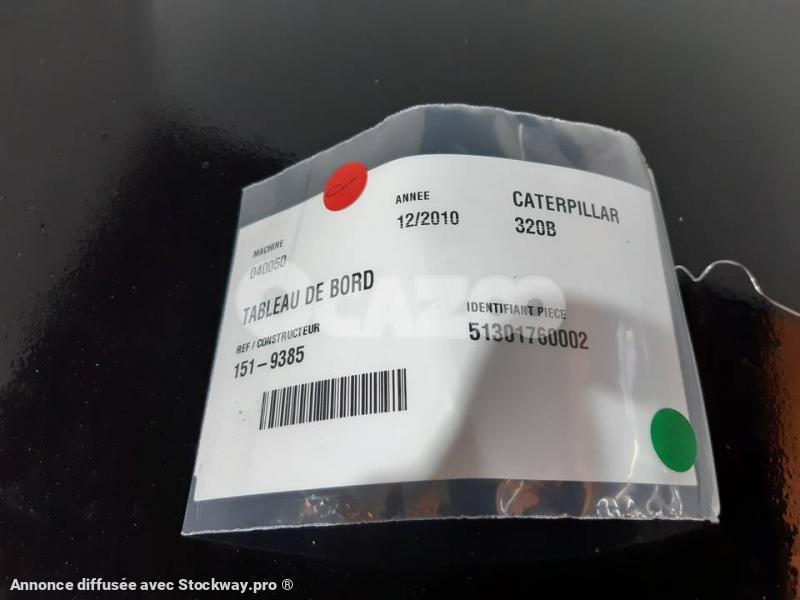 ANNEE
12/2010
CATERPILLAR
320B
MACHINE
040050
TABLEAU DE BORD
REF / CONSTRUCTEUR
151-9385
IDENTIFIANT PIECE
51301760002
OCAZOO
Annonce diffusée avec Stockway.pro ®